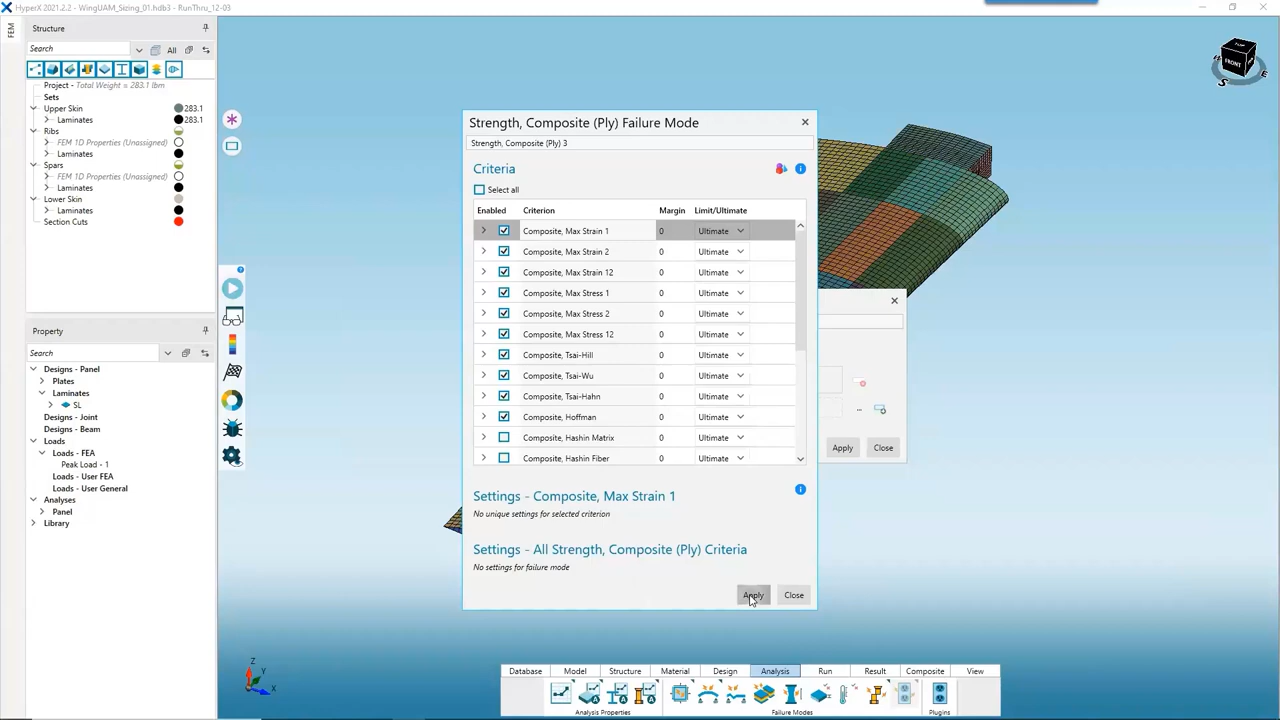 HyperX 2021.2.2 - WingUAM_Sizing_01.hdb3 - RunThru_12-03
FEM
Structure
Search
All
Project - Total Weight = 283.1 lbm
Sets
Upper Skin 283.1
Laminates 283.1
Ribs
FEM 1D Properties (Unassigned)
Laminates
Spars
FEM 1D Properties (Unassigned)
Laminates
Lower Skin
Laminates
Section Cuts
Property
Search
Designs - Panel
Plates
Laminates
SL
Designs - Joint
Designs - Beam
Loads
Loads - FEA
Peak Load - 1
Loads - User FEA
Loads - User General
Analyses
Panel
Library
Strength, Composite (Ply) Failure Mode
Strength, Composite (Ply) 3
Criteria
Select all
Enabled Criterion Margin Limit/Ultimate
Composite, Max Strain 1 0 Ultimate
Composite, Max Strain 2 0 Ultimate
Composite, Max Strain 12 0 Ultimate
Composite, Max Stress 1 0 Ultimate
Composite, Max Stress 2 0 Ultimate
Composite, Max Stress 12 0 Ultimate
Composite, Tsai-Hill 0 Ultimate
Composite, Tsai-Wu 0 Ultimate
Composite, Tsai-Hahn 0 Ultimate
Composite, Hoffman 0 Ultimate
Composite, Hashin Matrix 0 Ultimate
Composite, Hashin Fiber 0 Ultimate
Settings - Composite, Max Strain 1
No unique settings for selected criterion
Settings - All Strength, Composite (Ply) Criteria
No settings for failure mode
Apply Close
...
Apply Close
FRONT
S
E
Z
Y
X
Database Model Structure Material Design Analysis Run Result Composite View
Analysis Properties Failure Modes Plugins